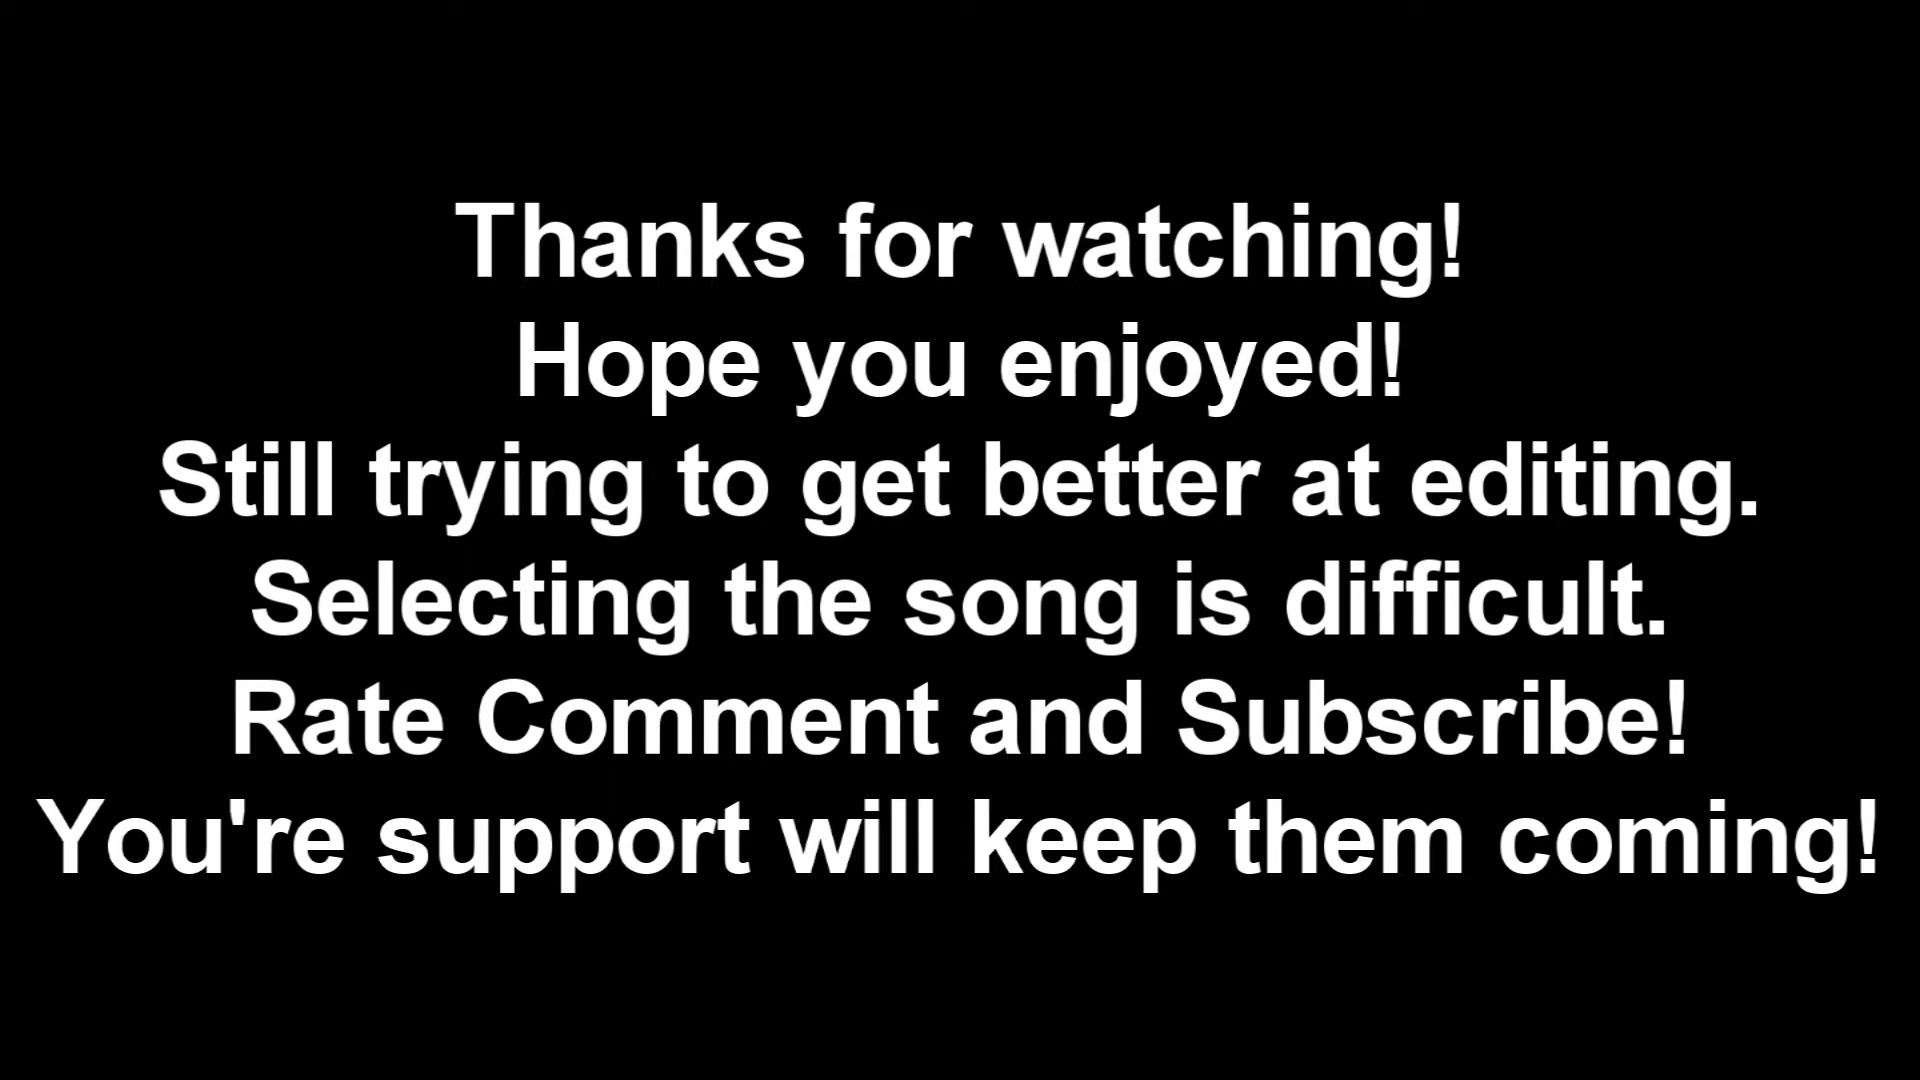 Thanks for watching!
Hope you enjoyed!
Still trying to get better at editing.
Selecting the song is difficult.
Rate Comment and Subscribe!
You're support will keep them coming!